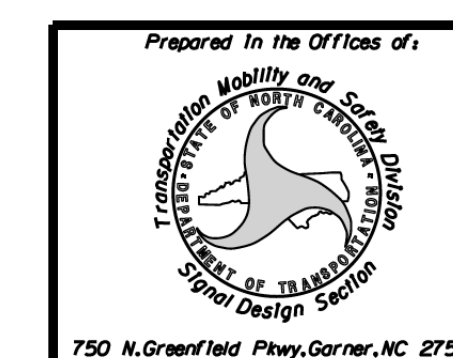 Prepared in the Offices of:
Transportation Mobility and Safety Division
STATE OF NORTH CAROLINA
DEPARTMENT OF TRANSPORTATION
Signal Design Section
750 N.Greenfield Pkwy,Garner,NC 275